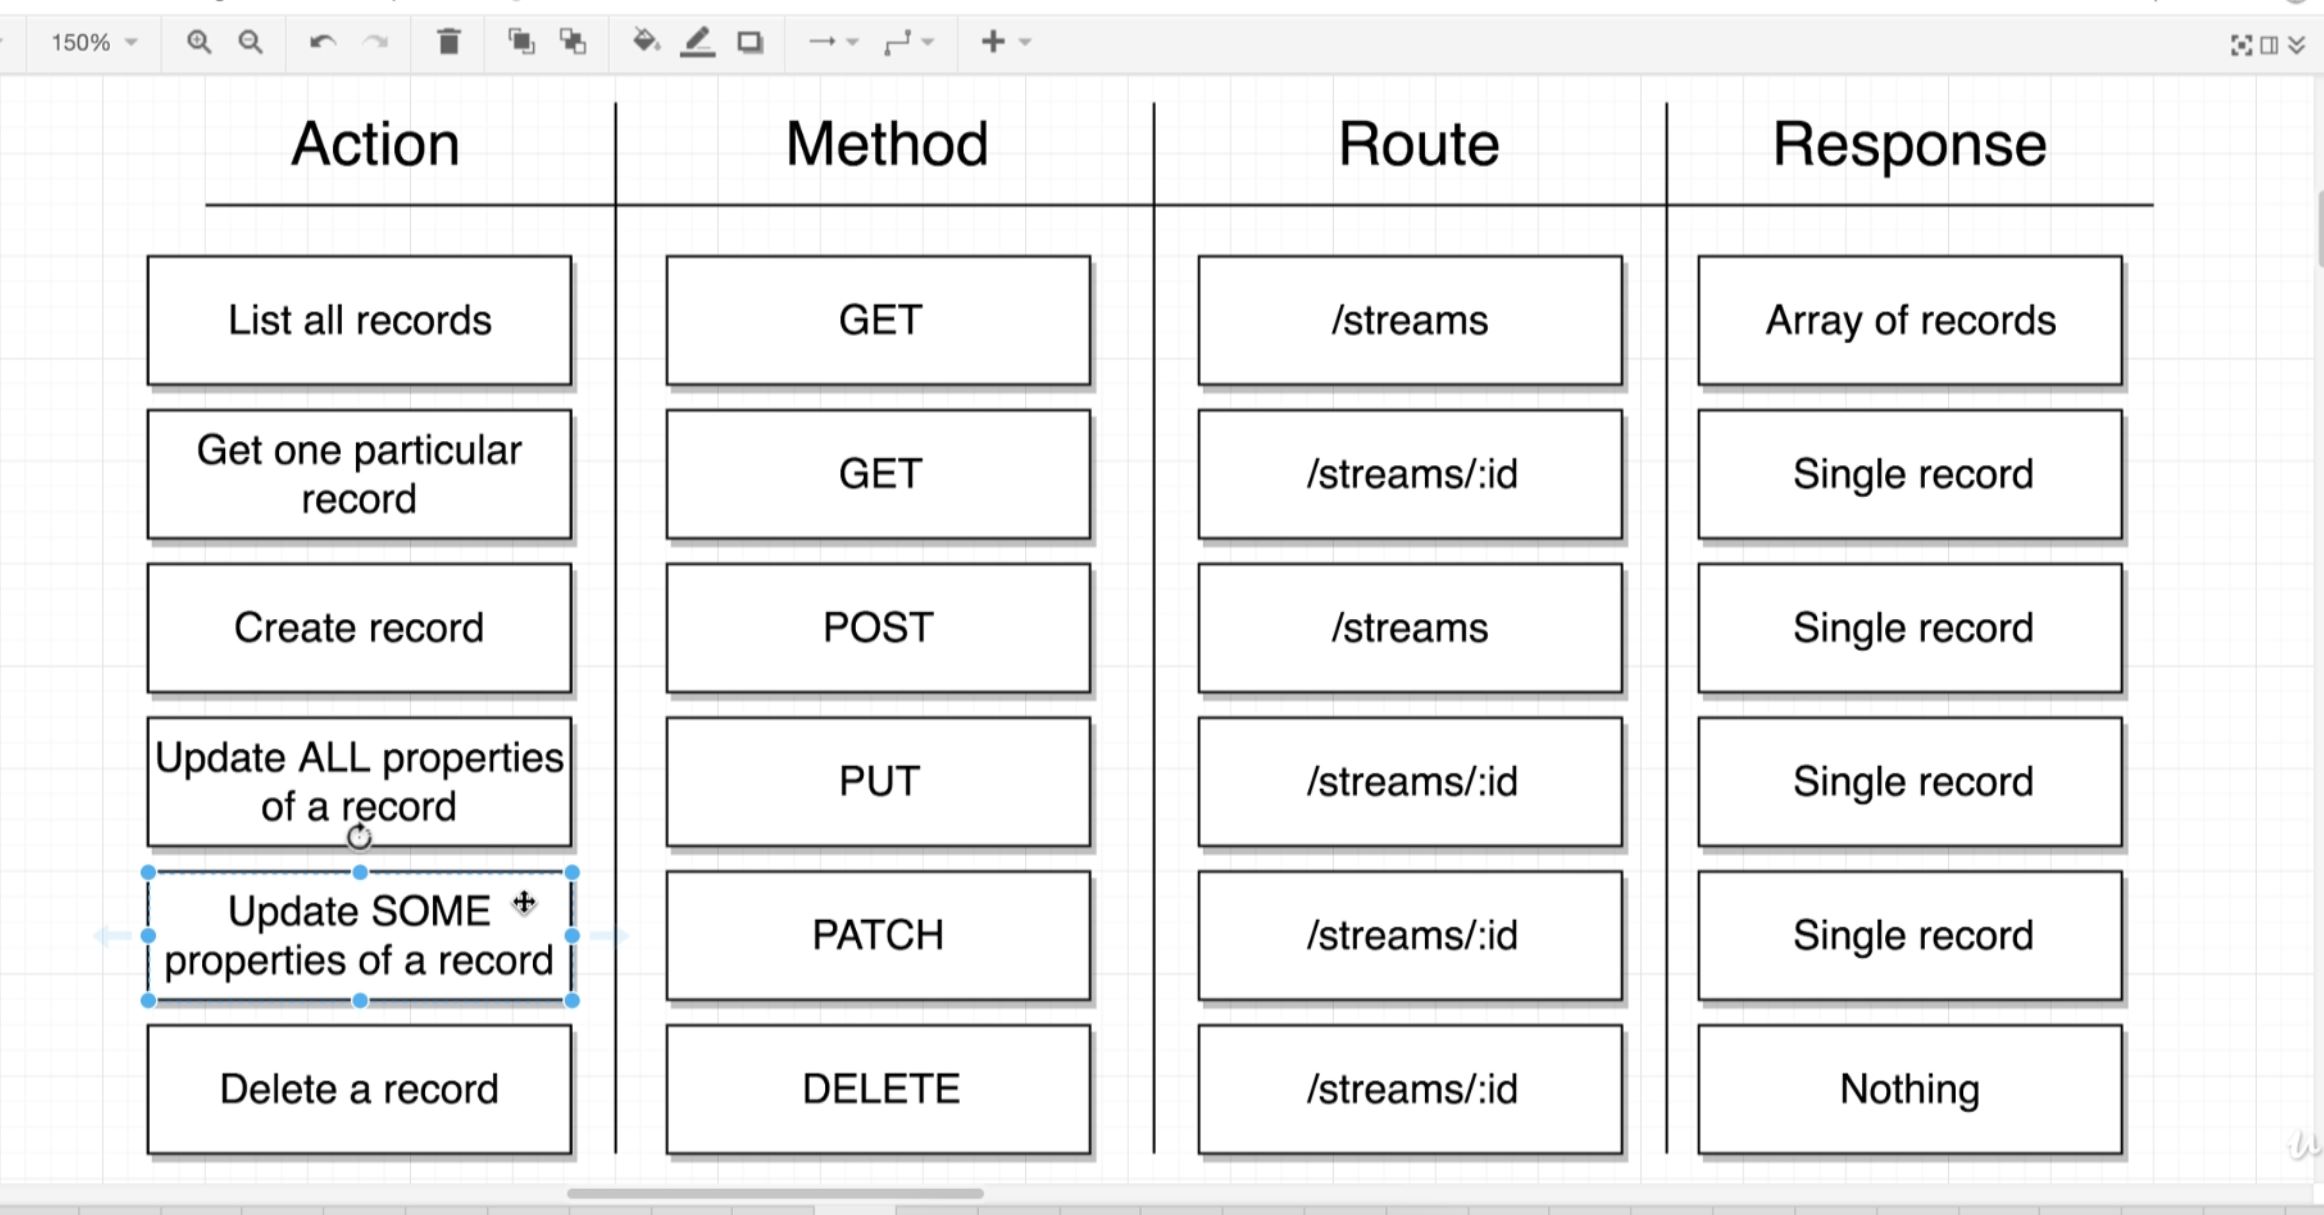 150%
Action Method Route Response
List all records GET /streams Array of records
Get one particular
record
GET /streams/:id Single record
Create record POST /streams Single record
Update ALL properties
of a record
PUT /streams/:id Single record
Update SOME
properties of a record
PATCH /streams/:id Single record
Delete a record DELETE /streams/:id Nothing